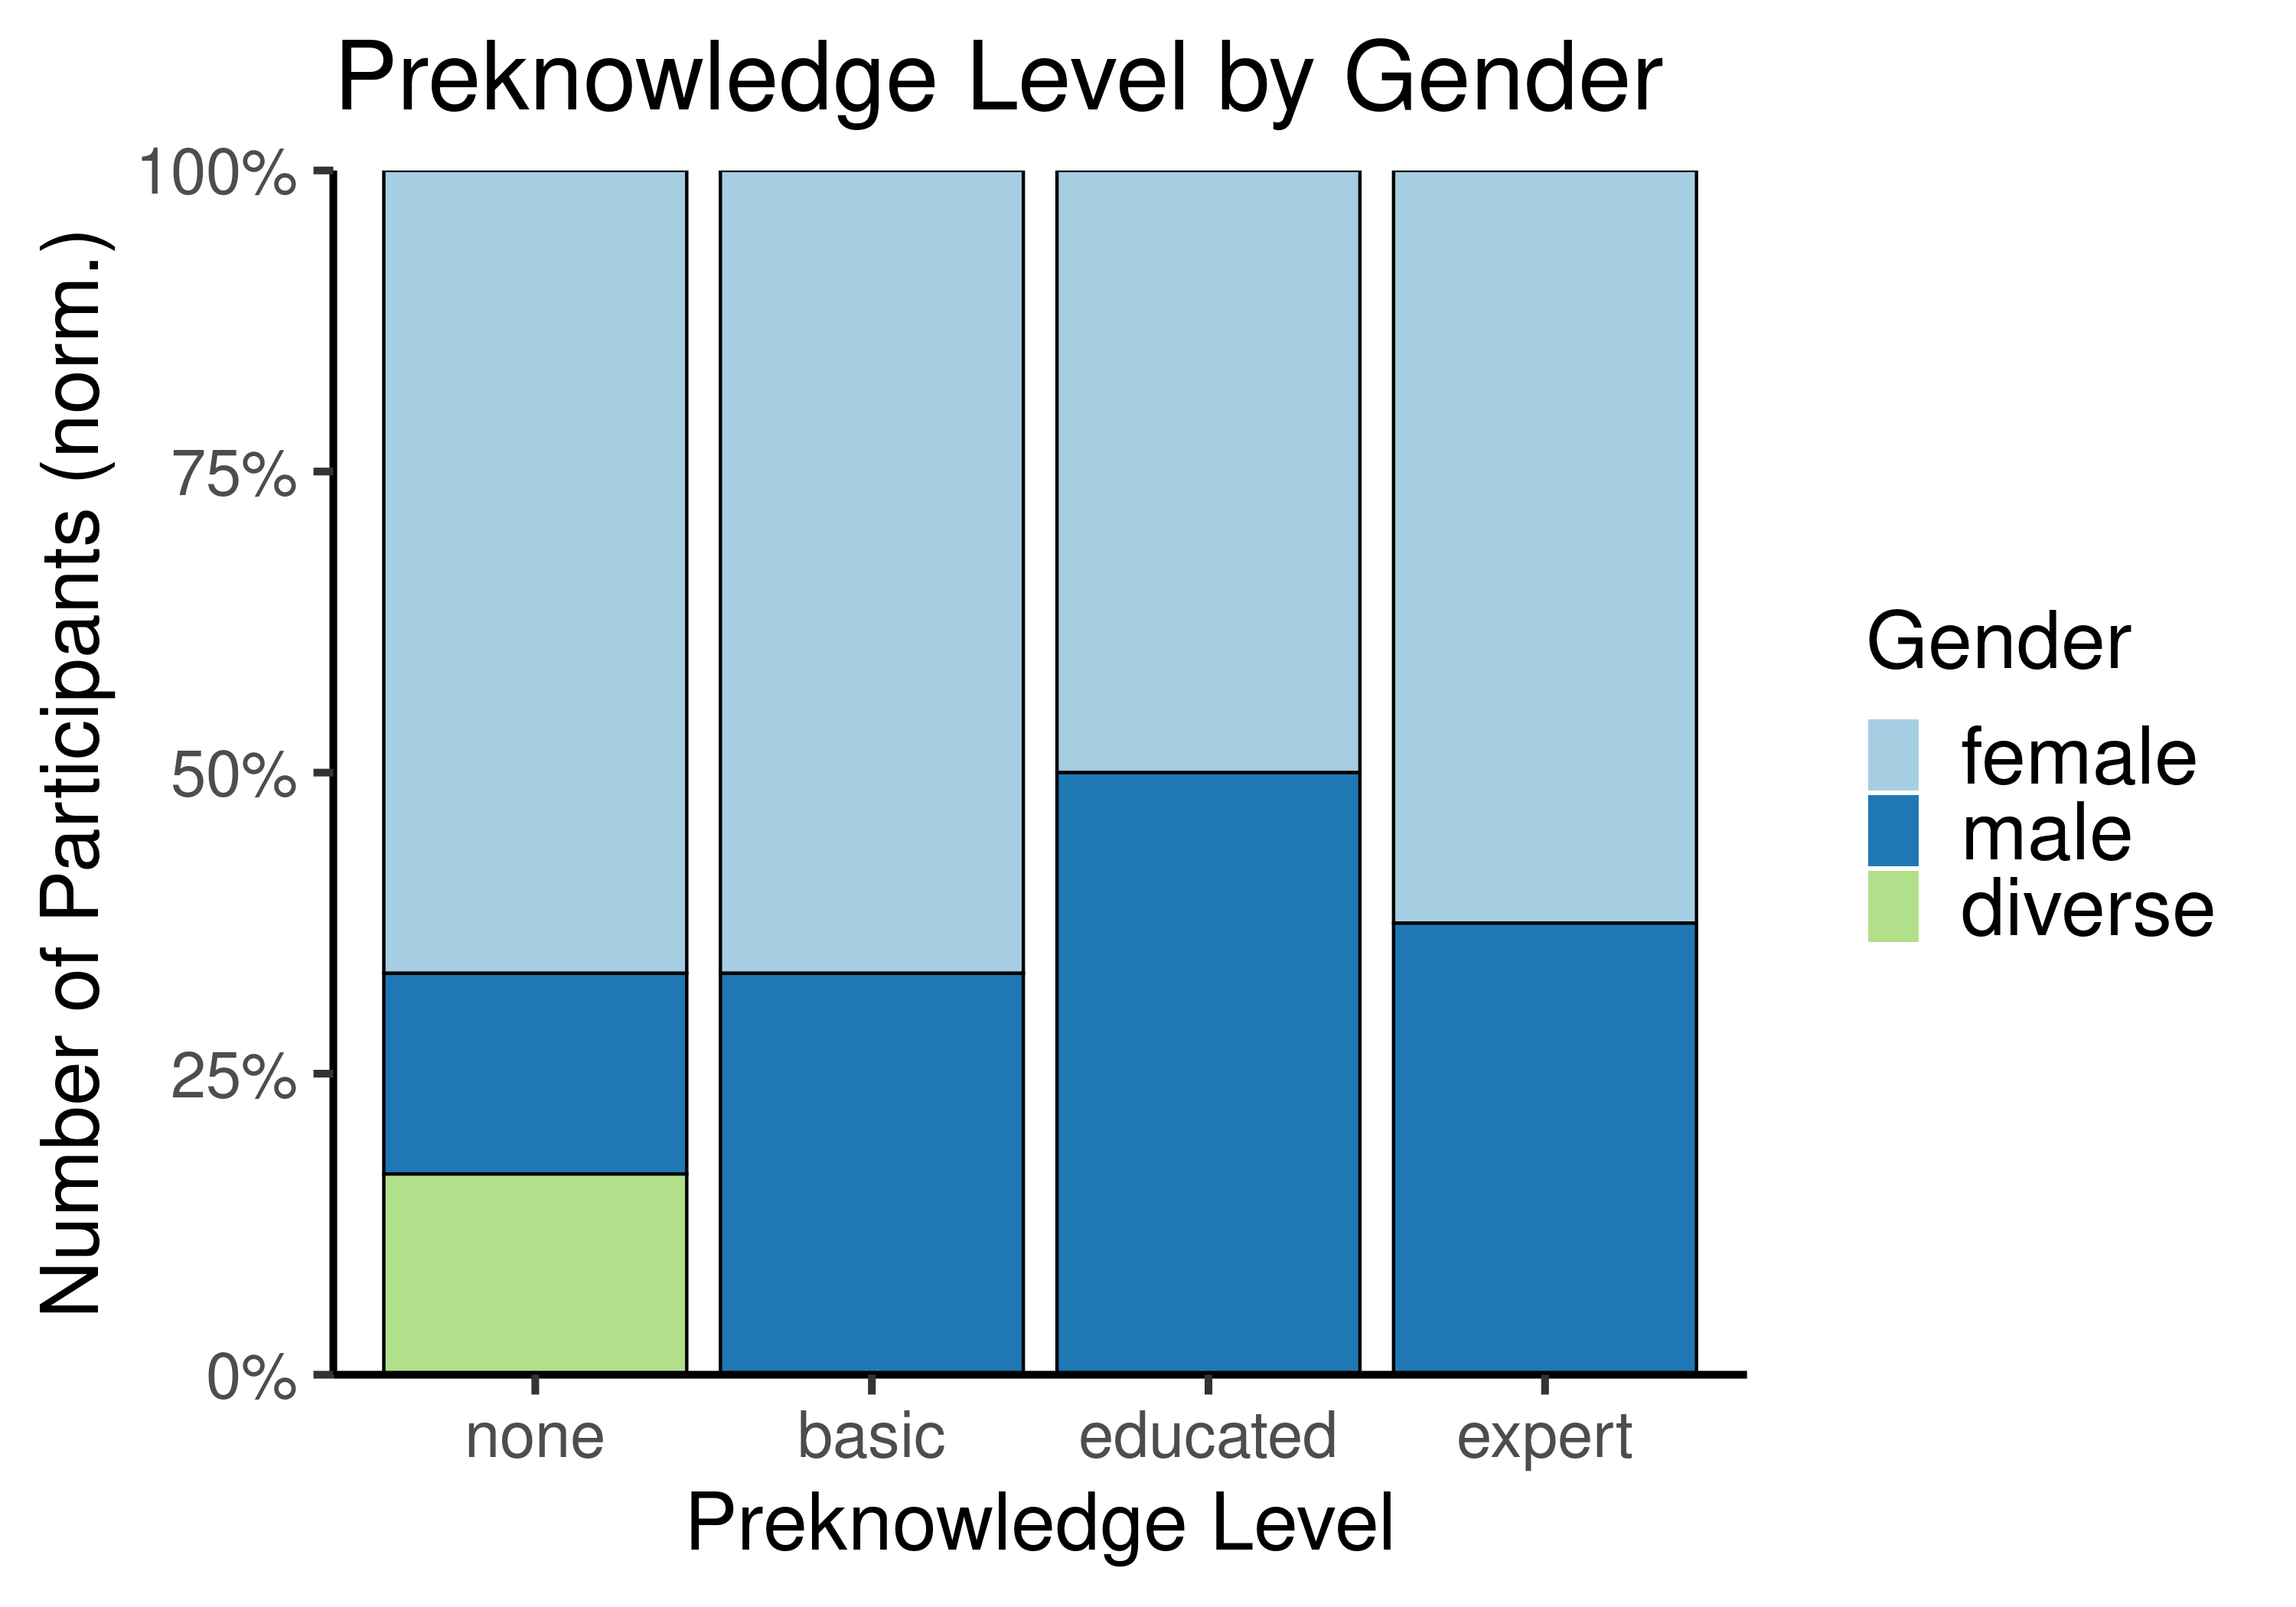 Preknowledge Level by Gender
Number of Participants (norm.)
100%
75%
50%
25%
0%
none
basic
educated
expert
Preknowledge Level
Gender
female
male
diverse